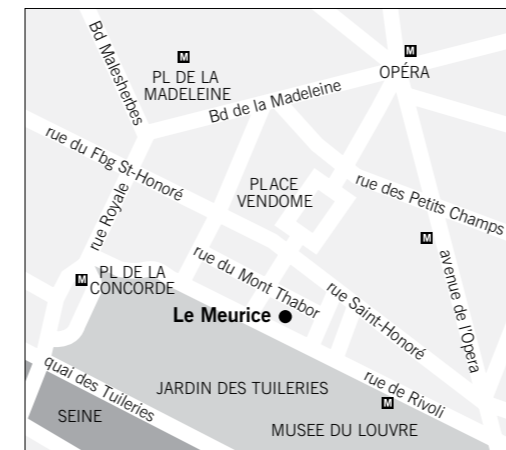 Bd Malesherbes
M
PL DE LA
MADELEINE
M
OPÉRA
Bd de la Madeleine
rue du Fbg St-Honoré
rue Royale
PLACE
VENDOME
rue des Petits Champs
M
M
PL DE LA
CONCORDE
rue du Mont Thabor
rue Saint-Honoré
avenue de l'Opera
Le Meurice
quai des Tuileries
JARDIN DES TUILERIES
rue de Rivoli
M
SEINE
MUSEE DU LOUVRE